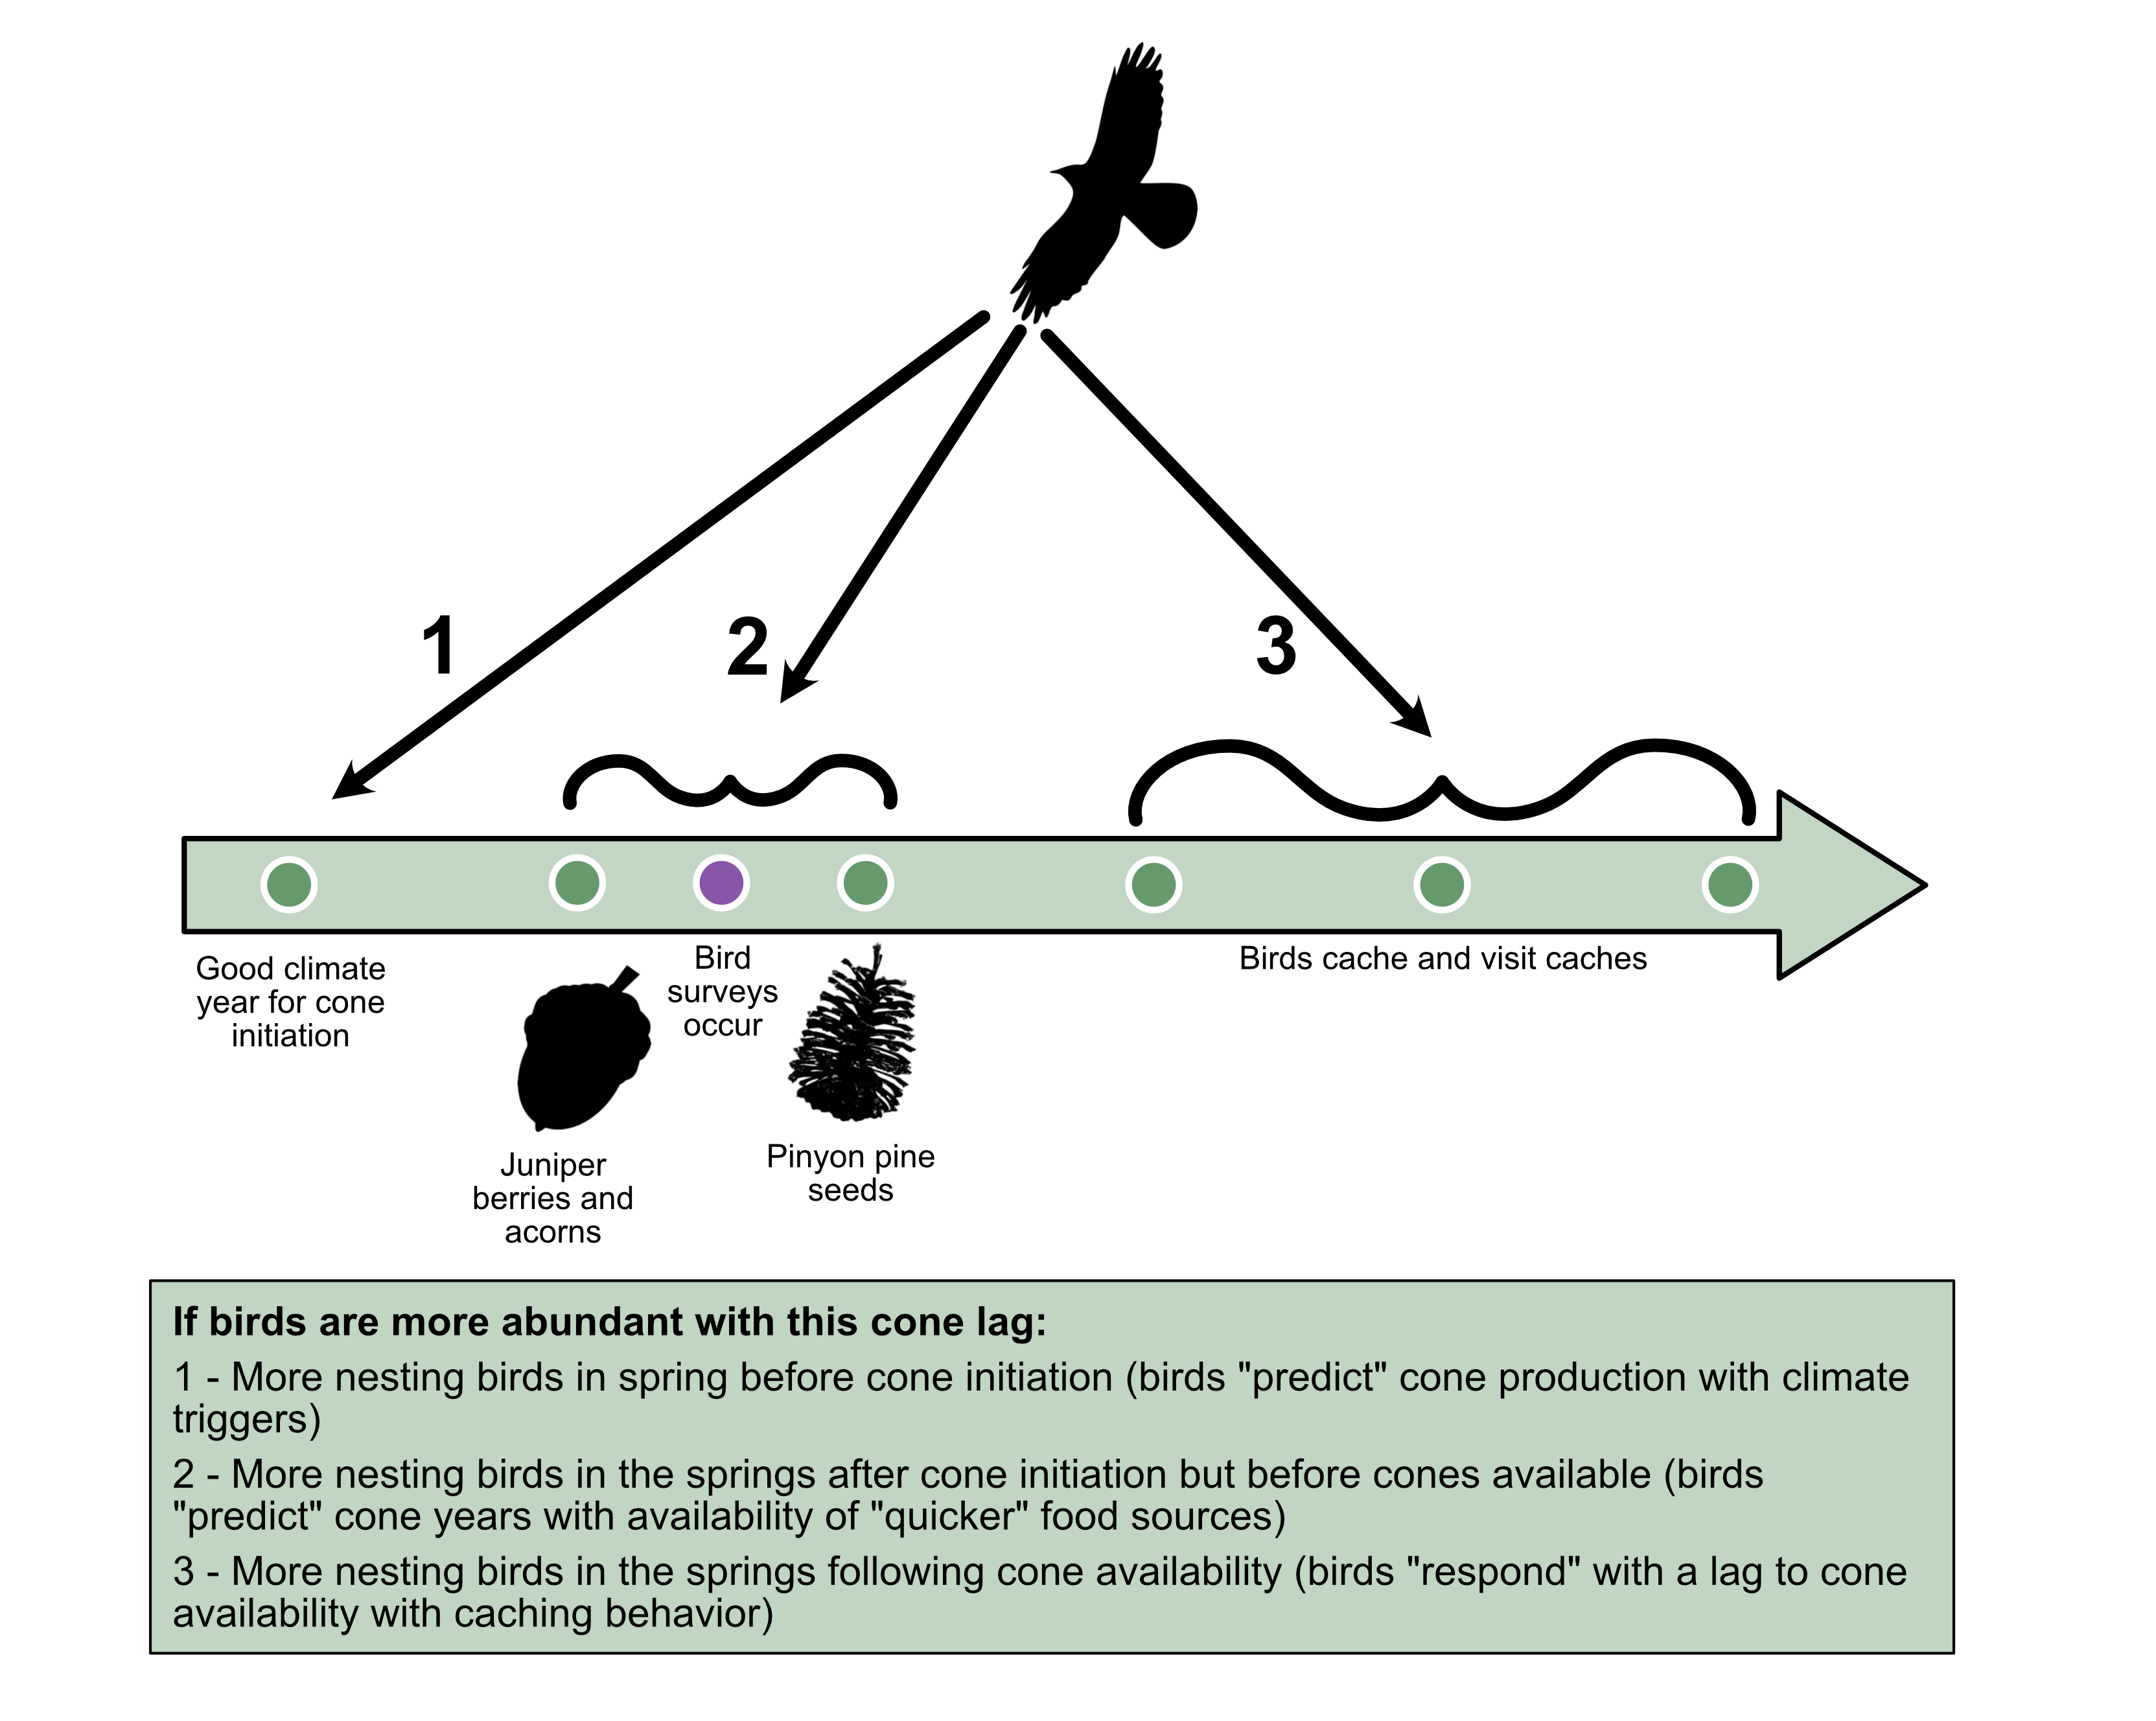 1
2
3
Good climate
year for cone
initiation
Juniper
berries and
acorns
Bird
surveys
occur
Pinyon pine
seeds
Birds cache and visit caches
If birds are more abundant with this cone lag:
1 - More nesting birds in spring before cone initiation (birds "predict" cone production with climate
triggers)
2 - More nesting birds in the springs after cone initiation but before cones available (birds
"predict" cone years with availability of "quicker" food sources)
3 - More nesting birds in the springs following cone availability (birds "respond" with a lag to cone
availability with caching behavior)